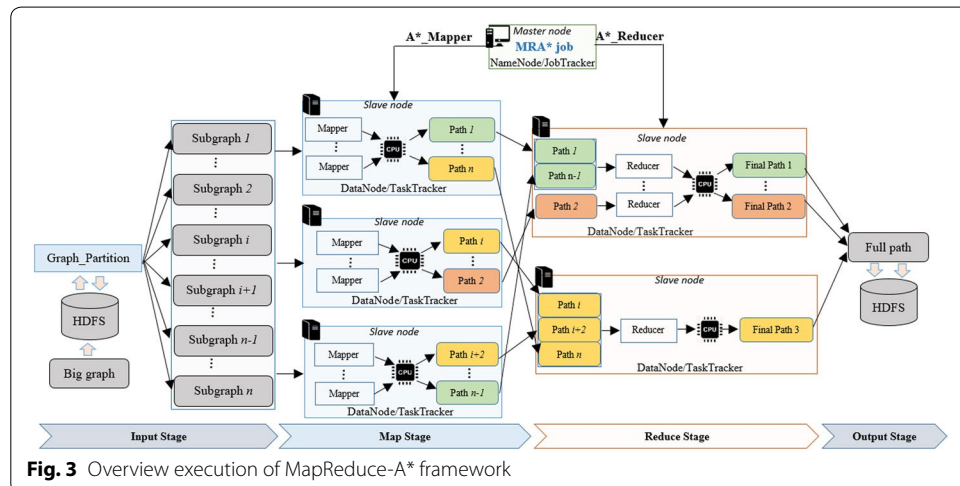 Master node
A*_Mapper
MRA* job
A*_Reducer
NameNode/JobTracker
Graph_Partition
HDFS
Big graph
Subgraph 1
⋮
Subgraph 2
⋮
Subgraph i
⋮
Subgraph i+1
⋮
Subgraph n-1
⋮
Subgraph n
Slave node
Mapper
⋮
Mapper
CPU
Path 1
⋮
Path n
DataNode/TaskTracker
Slave node
Mapper
⋮
Mapper
CPU
Path i
⋮
Path 2
DataNode/TaskTracker
Slave node
Mapper
⋮
Mapper
CPU
Path i+2
⋮
Path n-1
DataNode/TaskTracker
Slave node
Path 1
Path n-1
Path 2
Reducer
⋮
Reducer
CPU
Final Path 1
⋮
Final Path 2
DataNode/TaskTracker
Slave node
Path i
Path i+2
Path n
Reducer
CPU
Final Path 3
DataNode/TaskTracker
Full path
HDFS
Input Stage
Map Stage
Reduce Stage
Output Stage
Fig. 3 Overview execution of MapReduce-A* framework